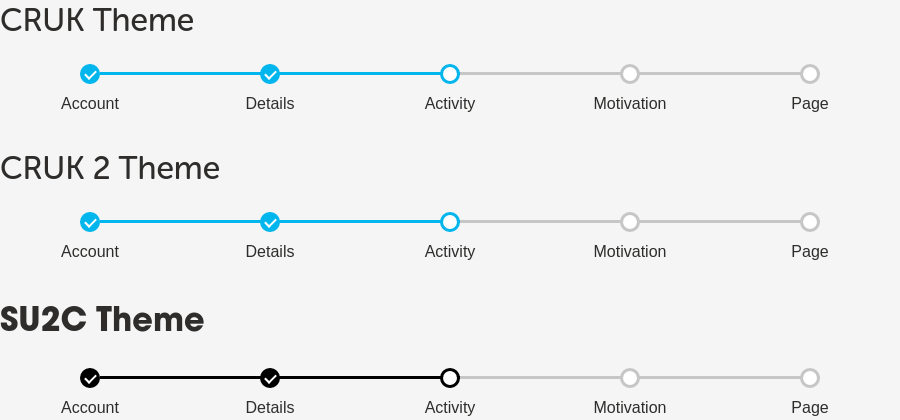 CRUK Theme
Account Details Activity Motivation Page
CRUK 2 Theme
Account Details Activity Motivation Page
SU2C Theme
Account Details Activity Motivation Page